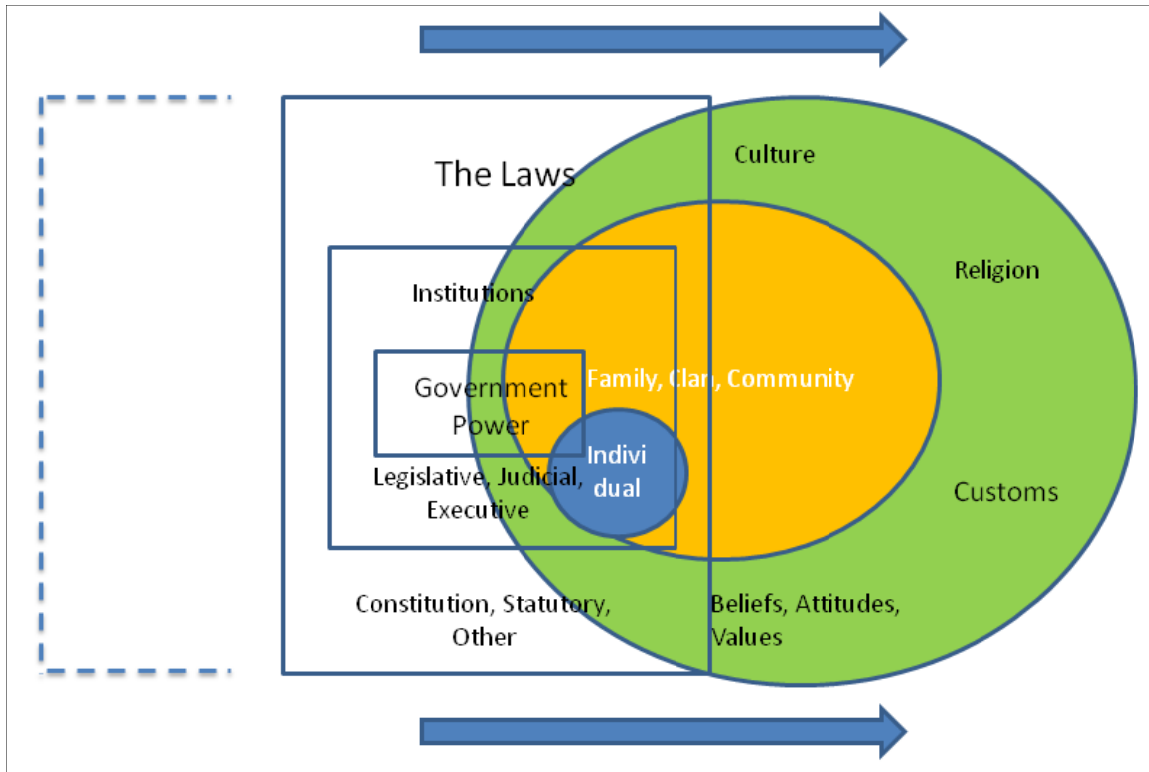 The Laws
Culture
Religion
Institutions
Government
Power
Family, Clan, Community
Indivi
dual
Legislative, Judicial,
Executive
Customs
Constitution, Statutory,
Other
Beliefs, Attitudes,
Values